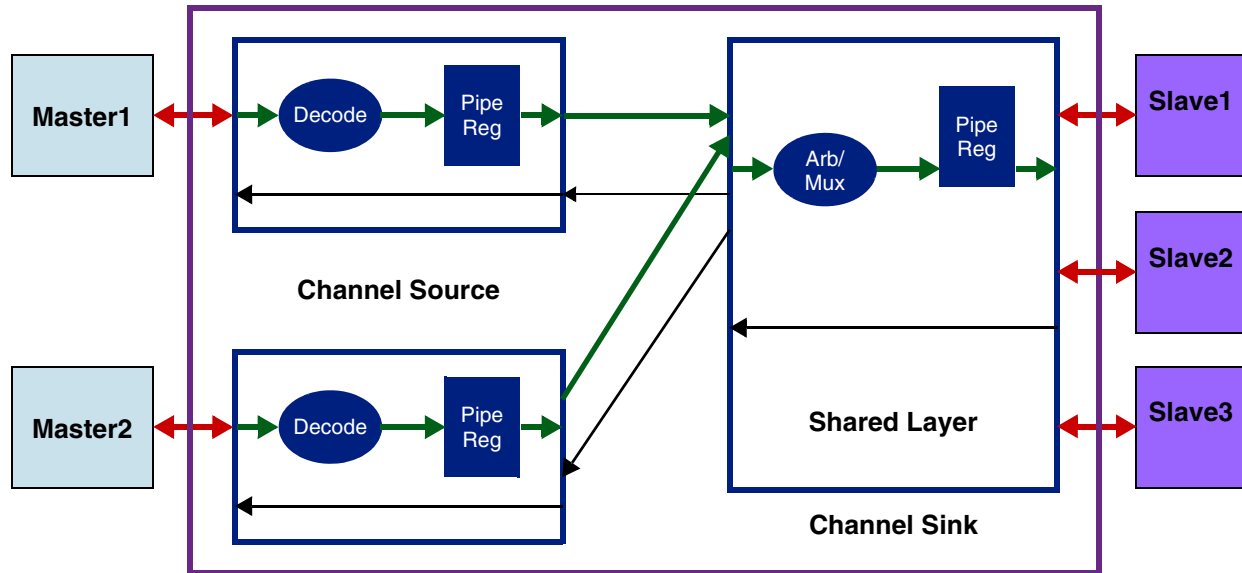 Master1
Decode
Pipe
Reg
Channel Source
Master2
Decode
Pipe
Reg
Arb/
Mux
Pipe
Reg
Shared Layer
Channel Sink
Slave1
Slave2
Slave3